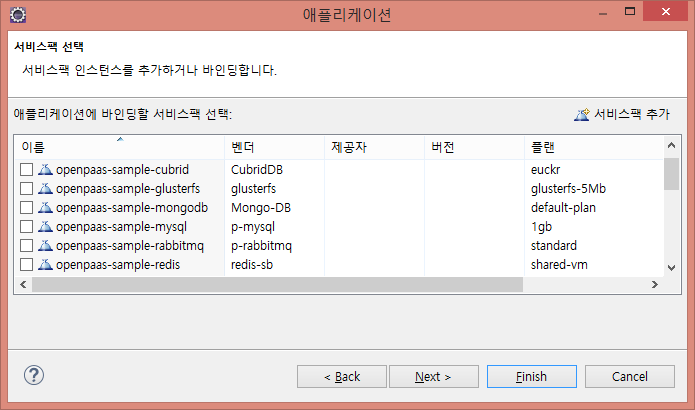 애플리케이션
서비스팩 선택
서비스팩 인스턴스를 추가하거나 바인딩합니다.
애플리케이션에 바인딩할 서비스팩 선택: 서비스팩 추가
이름 벤더 제공자 버전 플랜
openpaas-sample-cubrid CubridDB euckr
openpaas-sample-glusterfs glusterfs glusterfs-5Mb
openpaas-sample-mongodb Mongo-DB default-plan
openpaas-sample-mysql p-mysql 1gb
openpaas-sample-rabbitmq p-rabbitmq standard
openpaas-sample-redis redis-sb shared-vm
? < Back Next > Finish Cancel